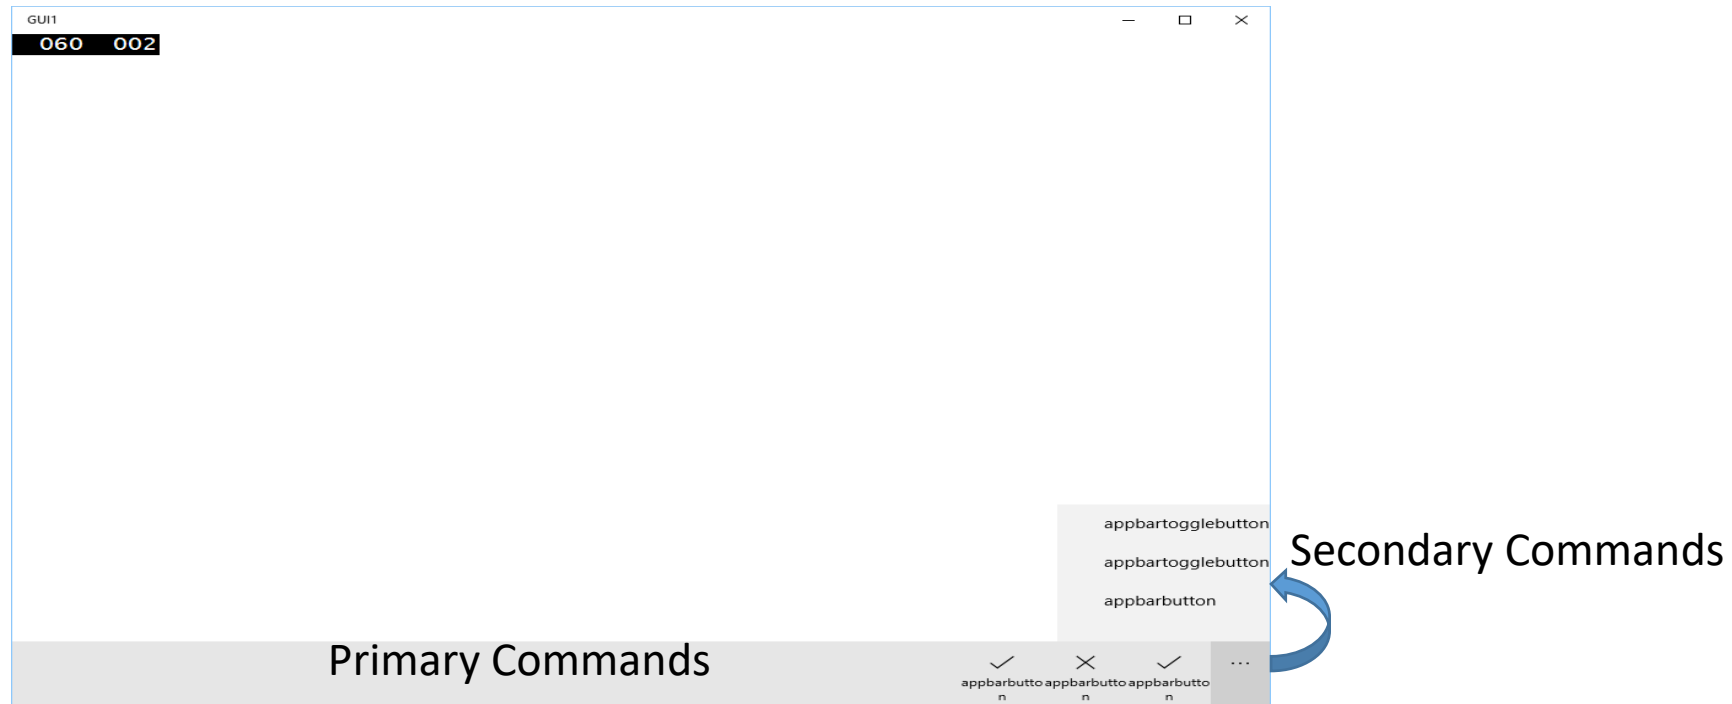 GUI1
060 002
appbartogglebutton
appbartogglebutton
Secondary Commands
appbarbutton
Primary Commands
appbarbutto appbarbutto appbarbutto
n n n